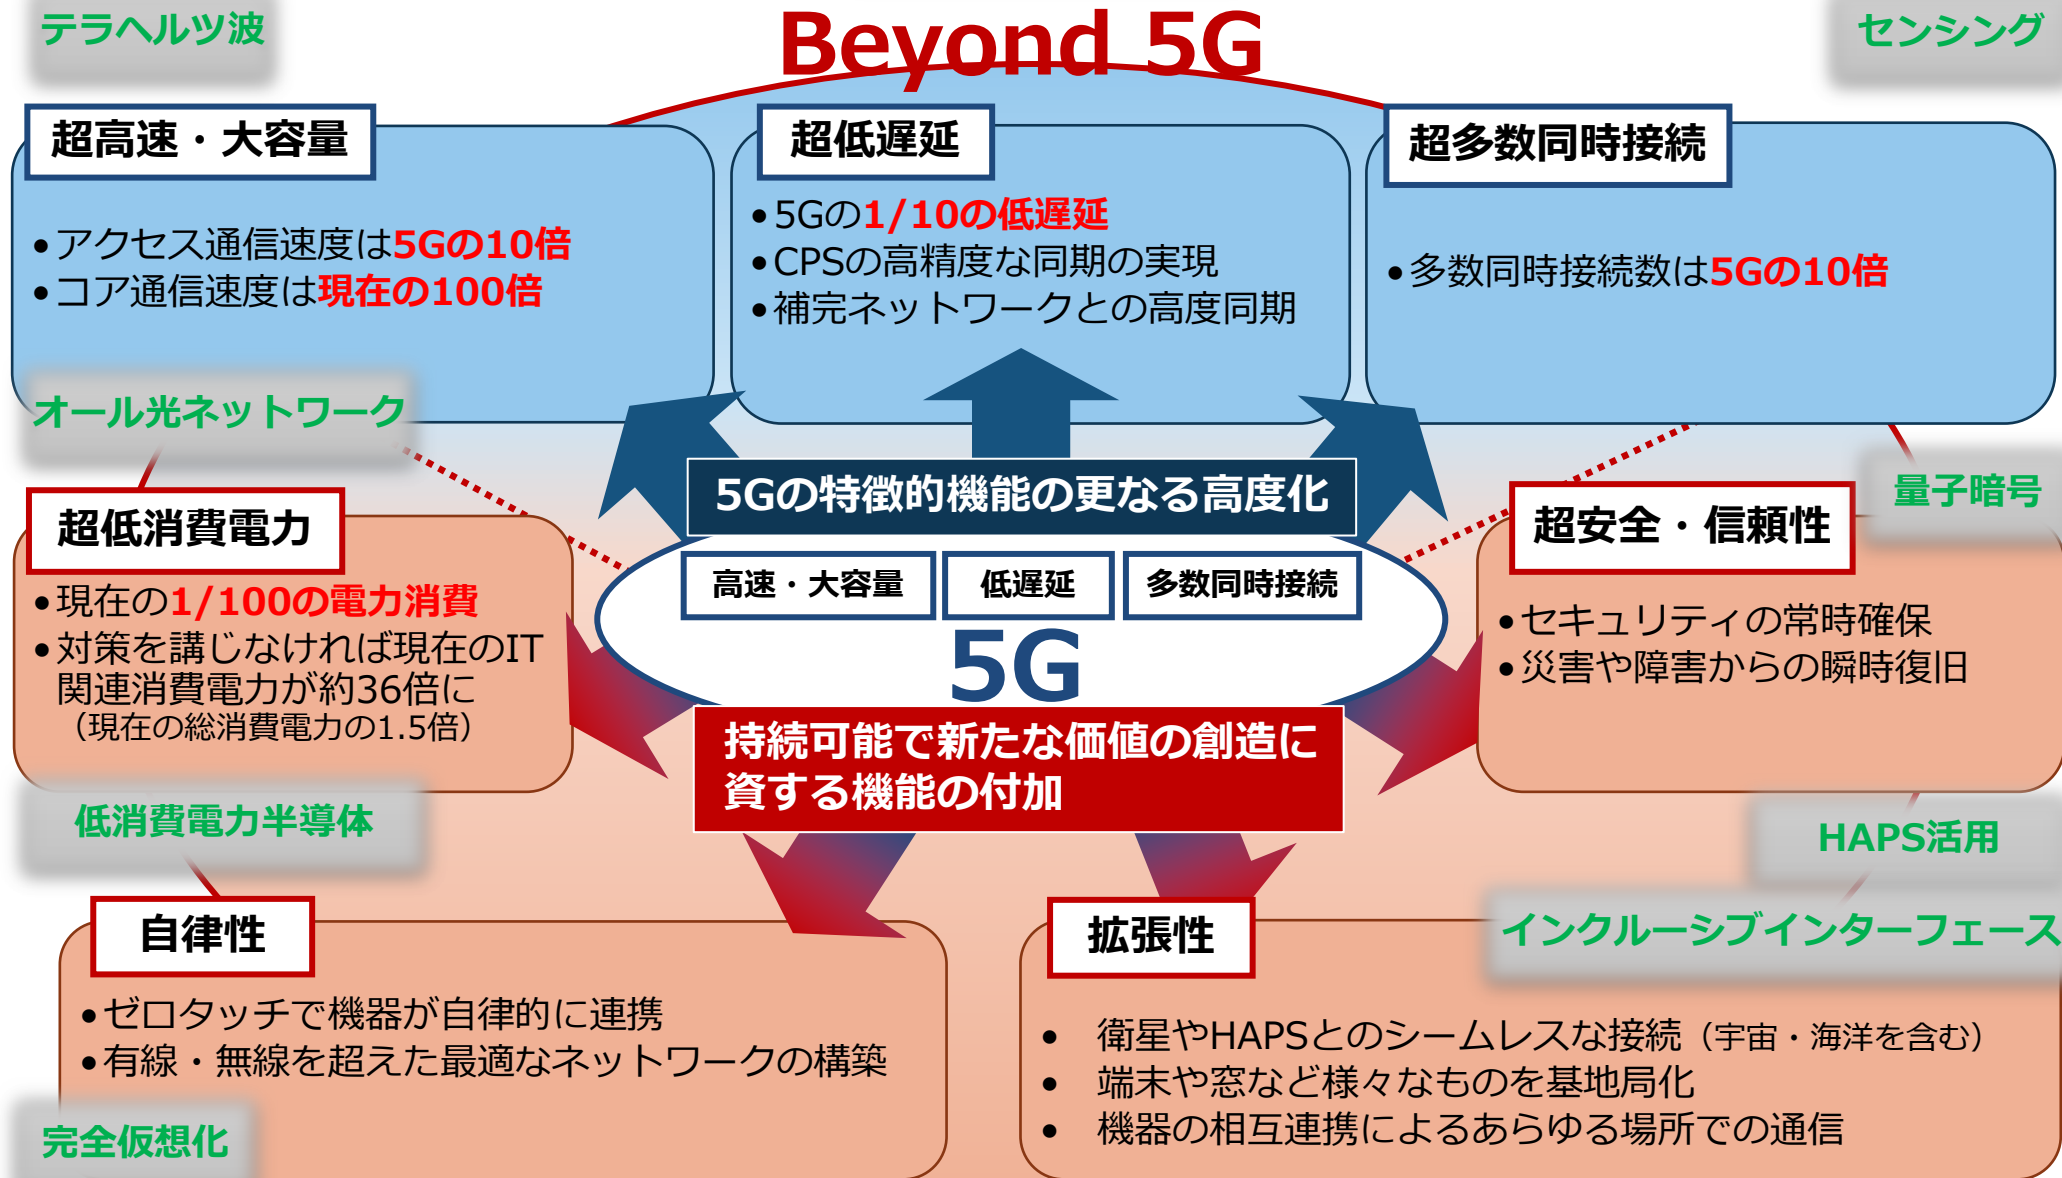 Beyond 5G
テラヘルツ波
センシング
超高速・大容量
•アクセス通信速度は5Gの10倍
•コア通信速度は現在の100倍
超低遅延
•5Gの1/10の低遅延
•CPSの高精度な同期の実現
•補完ネットワークとの高度同期
超多数同時接続
•多数同時接続数は5Gの10倍
オール光ネットワーク
量子暗号
5Gの特徴的機能の更なる高度化
高速・大容量
低遅延
多数同時接続
5G
持続可能で新たな価値の創造に
資する機能の付加
超低消費電力
•現在の1/100の電力消費
•対策を講じなければ現在のIT
関連消費電力が約36倍に
（現在の総消費電力の1.5倍）
超安全・信頼性
•セキュリティの常時確保
•災害や障害からの瞬時復旧
低消費電力半導体
HAPS活用
インクルーシブインターフェース
自律性
•ゼロタッチで機器が自律的に連携
•有線・無線を超えた最適なネットワークの構築
完全仮想化
拡張性
• 衛星やHAPSとのシームレスな接続（宇宙・海洋を含む）
• 端末や窓など様々なものを基地局化
• 機器の相互連携によるあらゆる場所での通信